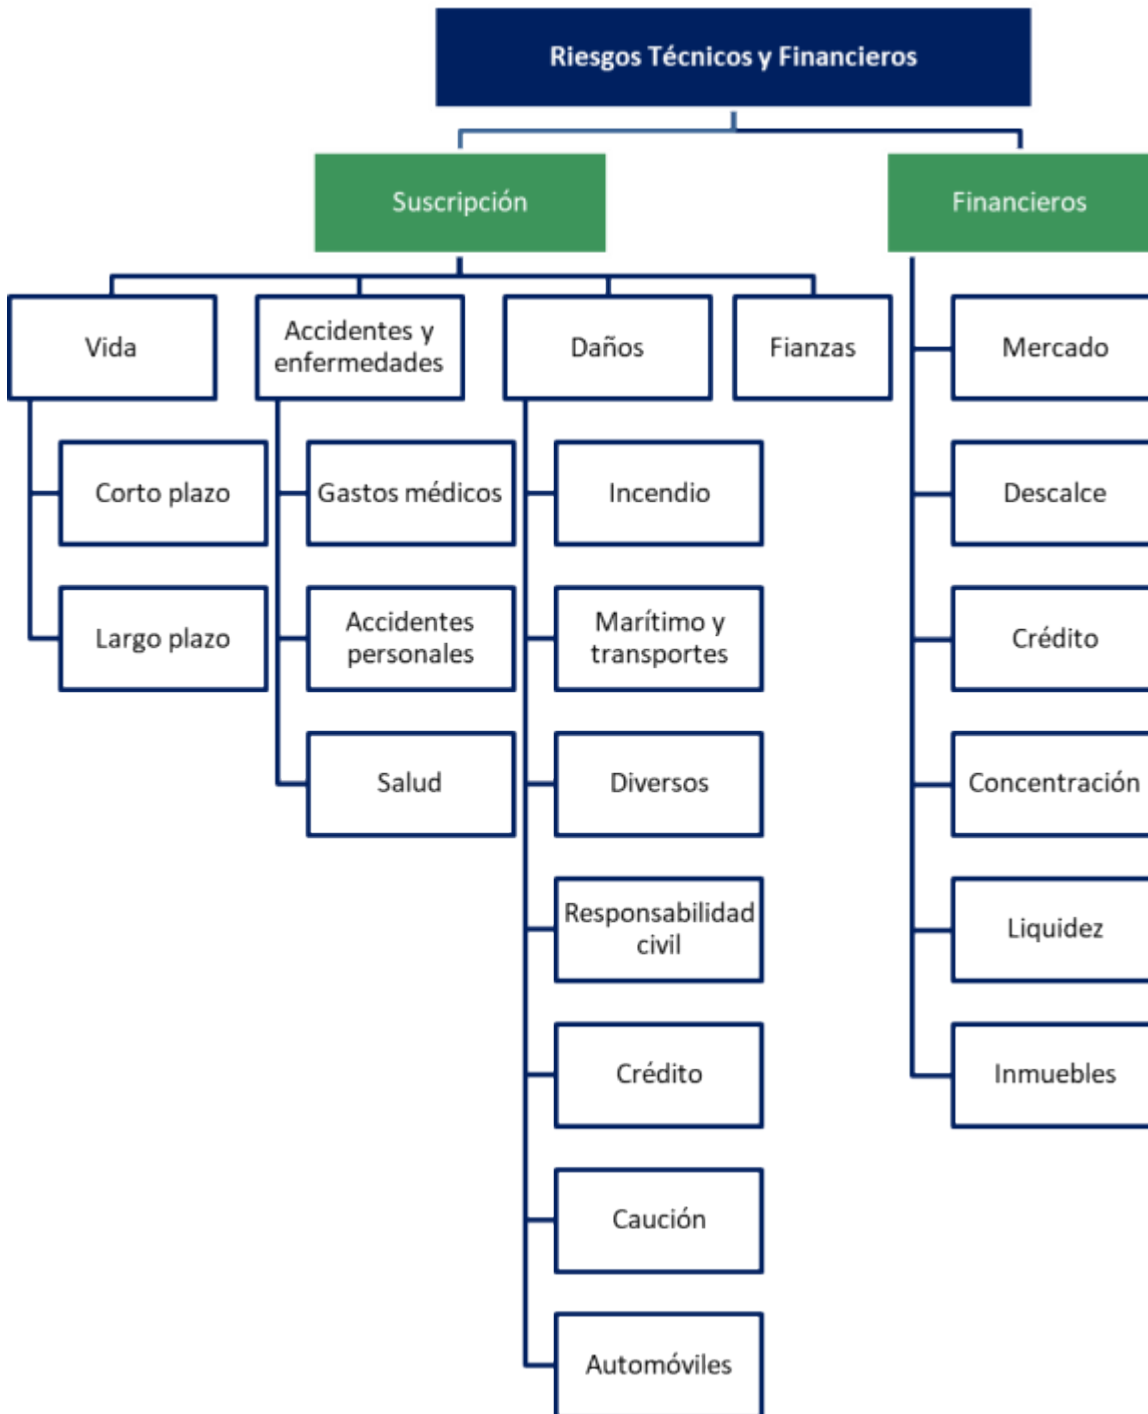 Riesgos Técnicos y Financieros
Suscripción
Financieros
Vida
Accidentes y
enfermedades
Daños
Fianzas
Mercado
Corto plazo
Gastos médicos
Incendio
Descalce
Largo plazo
Accidentes
personales
Marítimo y
transportes
Crédito
Salud
Diversos
Concentración
Responsabilidad
civil
Liquidez
Crédito
Inmuebles
Caución
Automóviles